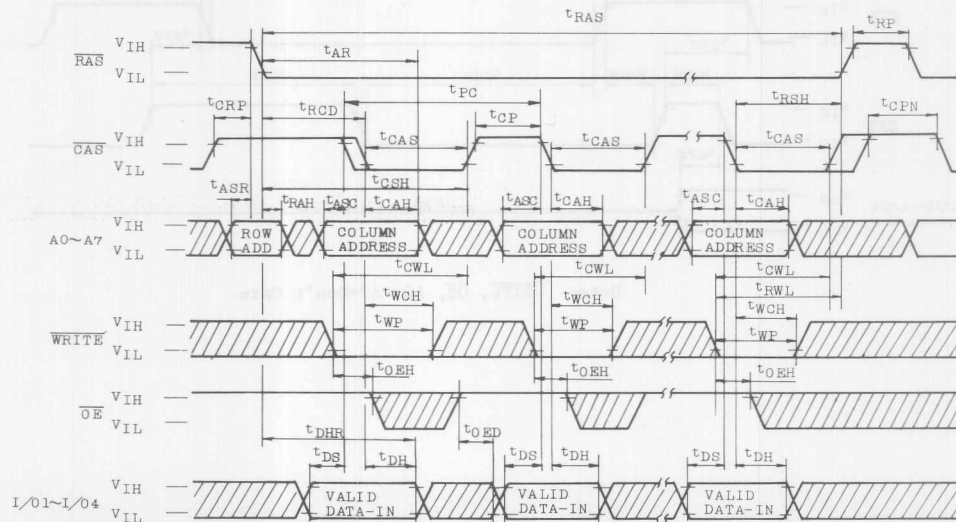 tRAS
tRP
VIH
RAS
VIL
tAR
tPC
tRSH
tCRP
tRCD
tCP
tCPN
VIH
CAS
VIL
tCAS
tCAS
tCAS
tCSH
tASR
tRAH
tASC
tCAH
tASC
tCAH
tASC
tCAH
VIH
A0~A7
VIL
ROW ADD
COLUMN ADDRESS
COLUMN ADDRESS
COLUMN ADDRESS
tCWL
tCWL
tCWL
tRWL
tWCH
tWCH
tWCH
VIH
WRITE
VIL
tWP
tWP
tWP
tOEH
tOEH
tOEH
VIH
OE
VIL
tDHR
tOED
tDS
tDH
tDS
tDH
tDS
tDH
VIH
I/O1~I/O4
VIL
VALID DATA-IN
VALID DATA-IN
VALID DATA-IN